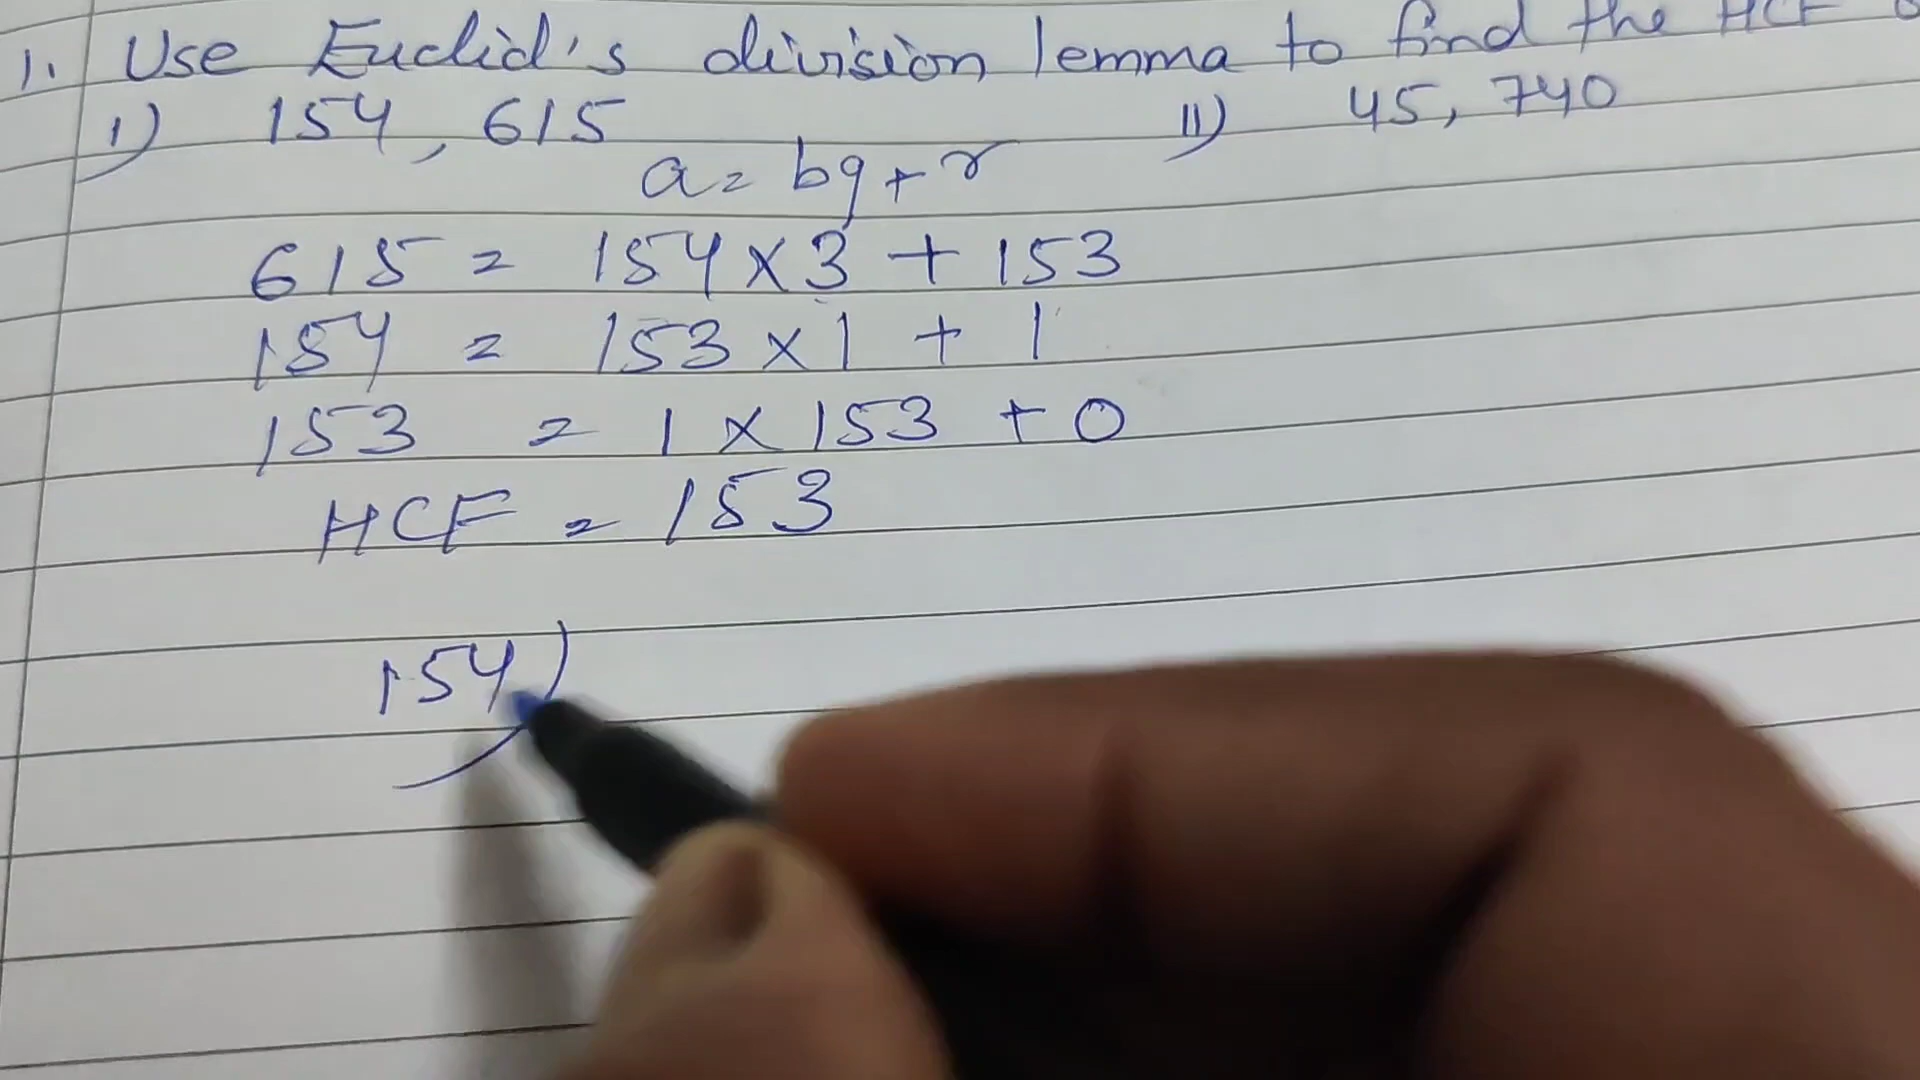 1. Use Euclid's division lemma to find the HCF
I) 154, 615 II) 45, 740
a = bq + r
615 = 154 × 3 + 153
154 = 153 × 1 + 1
153 = 1 × 153 + 0
HCF = 153
154)